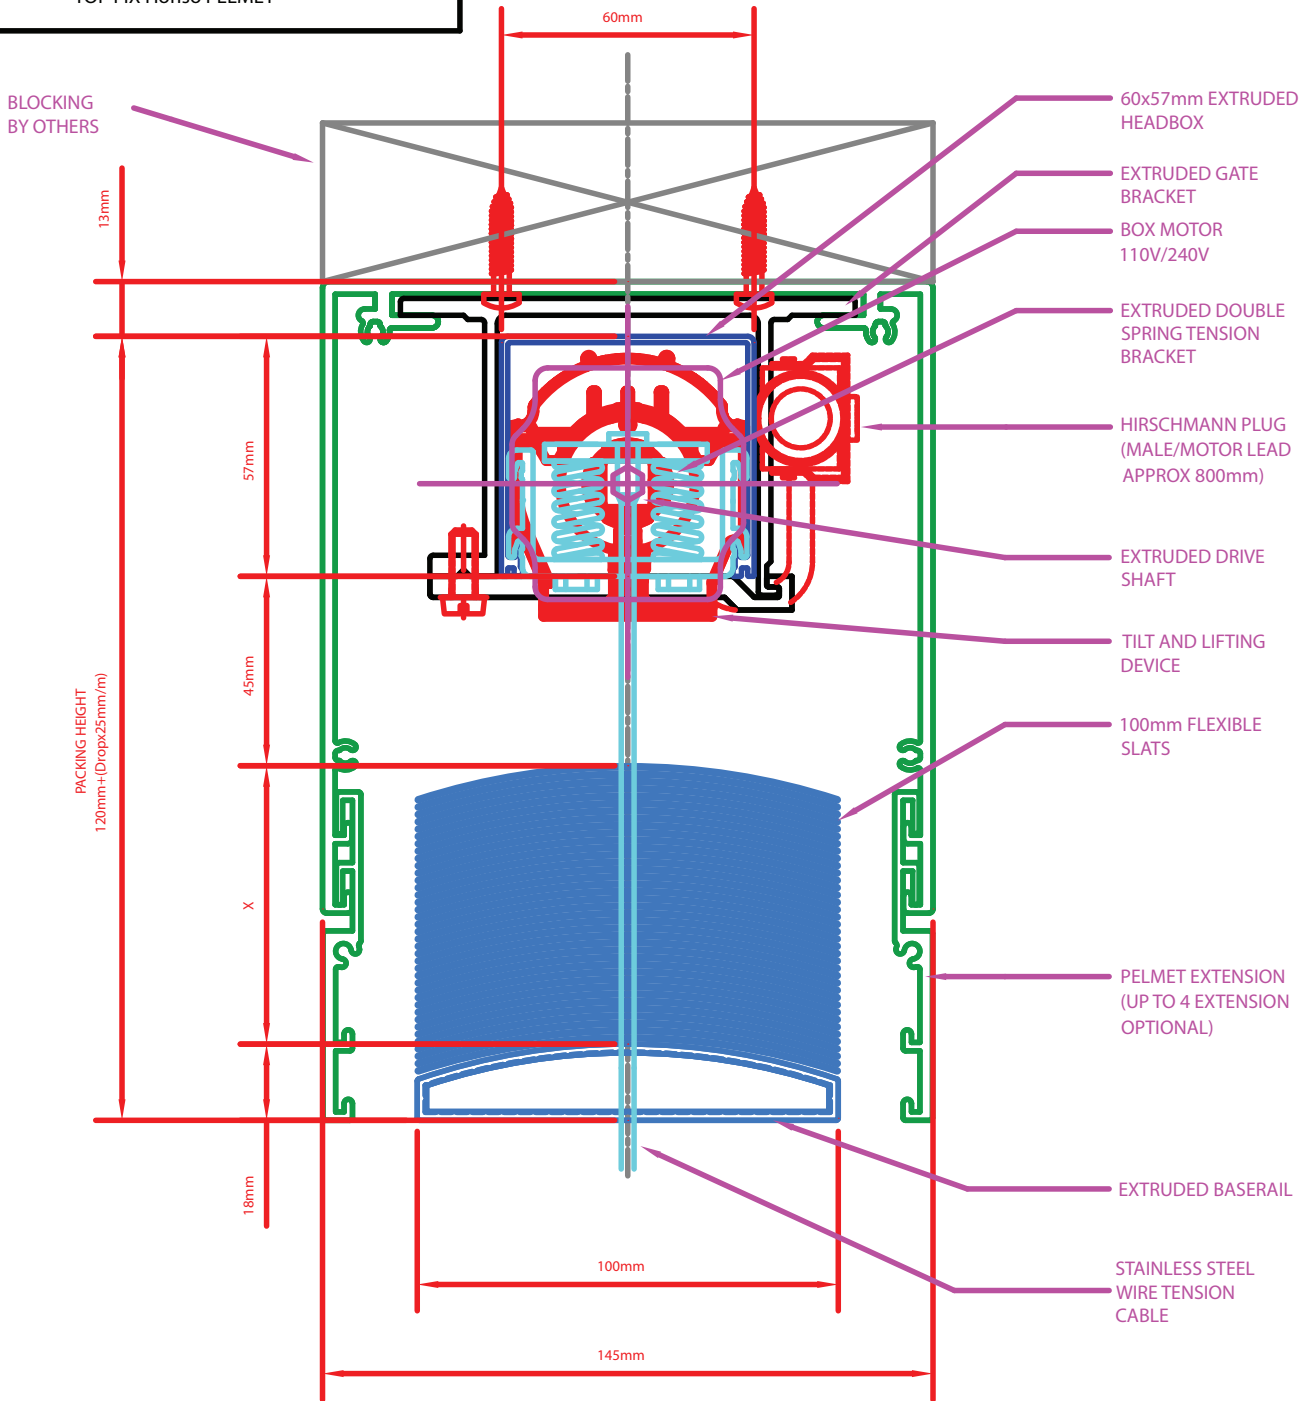 60mm
BLOCKING
BY OTHERS
13mm
57mm
45mm
PACKING HEIGHT
120mm+(Dropx25mm/m)
X
18mm
100mm
145mm
60x57mm EXTRUDED
HEADBOX
EXTRUDED GATE
BRACKET
BOX MOTOR
110V/240V
EXTRUDED DOUBLE
SPRING TENSION
BRACKET
HIRSCHMANN PLUG
(MALE/MOTOR LEAD
APPROX 800mm)
EXTRUDED DRIVE
SHAFT
TILT AND LIFTING
DEVICE
100mm FLEXIBLE
SLATS
PELMET EXTENSION
(UP TO 4 EXTENSION
OPTIONAL)
EXTRUDED BASERAIL
STAINLESS STEEL
WIRE TENSION
CABLE